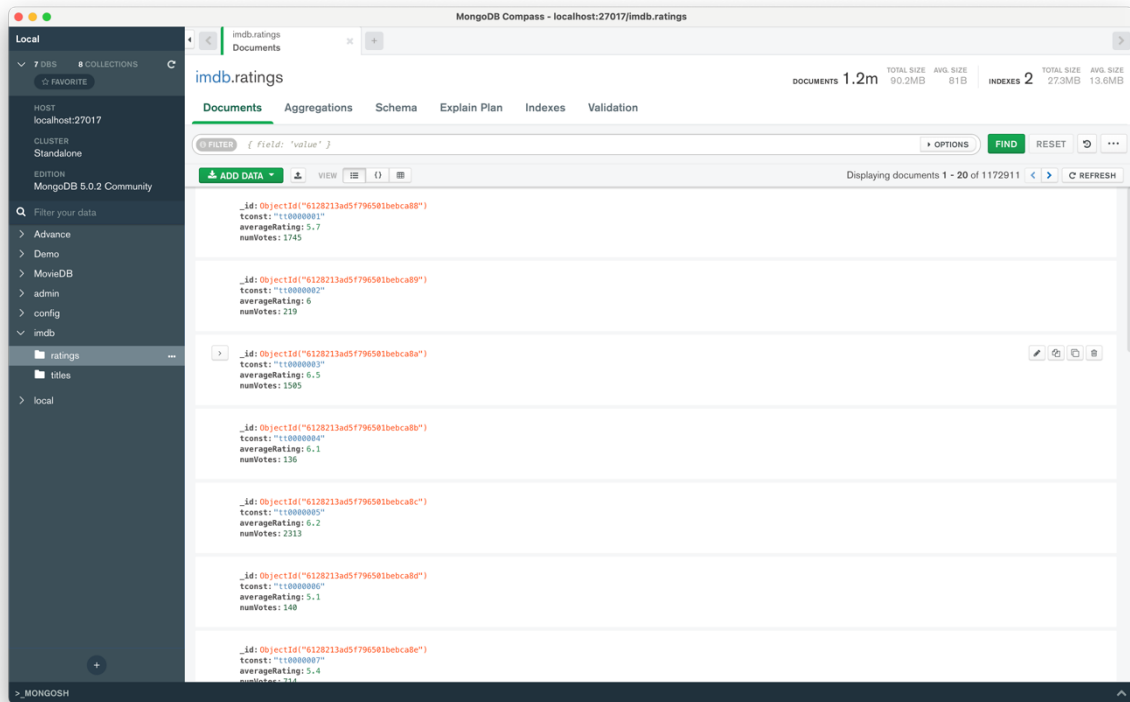 MongoDB Compass - localhost:27017/imdb.ratings
Local
7 DBS 8 COLLECTIONS
☆ FAVORITE
HOST
localhost:27017
CLUSTER
Standalone
EDITION
MongoDB 5.0.2 Community
Filter your data
Advance
Demo
MovieDB
admin
config
imdb
ratings
titles
local
>_MONGOSH
imdb.ratings
Documents
imdb.ratings
DOCUMENTS 1.2m TOTAL SIZE 90.2MB AVG. SIZE 81B INDEXES 2 TOTAL SIZE 27.3MB AVG. SIZE 13.6MB
Documents Aggregations Schema Explain Plan Indexes Validation
FILTER { field: 'value' } OPTIONS FIND RESET
ADD DATA VIEW {} Displaying documents 1 - 20 of 1172911 REFRESH
_id: ObjectId("6128213ad5f796501bebca88")
tconst: "tt0000001"
averageRating: 5.7
numVotes: 1745
_id: ObjectId("6128213ad5f796501bebca89")
tconst: "tt0000002"
averageRating: 6
numVotes: 219
_id: ObjectId("6128213ad5f796501bebca8a")
tconst: "tt0000003"
averageRating: 6.5
numVotes: 1505
_id: ObjectId("6128213ad5f796501bebca8b")
tconst: "tt0000004"
averageRating: 6.1
numVotes: 136
_id: ObjectId("6128213ad5f796501bebca8c")
tconst: "tt0000005"
averageRating: 6.2
numVotes: 2313
_id: ObjectId("6128213ad5f796501bebca8d")
tconst: "tt0000006"
averageRating: 5.1
numVotes: 140
_id: ObjectId("6128213ad5f796501bebca8e")
tconst: "tt0000007"
averageRating: 5.4
numVotes: 714